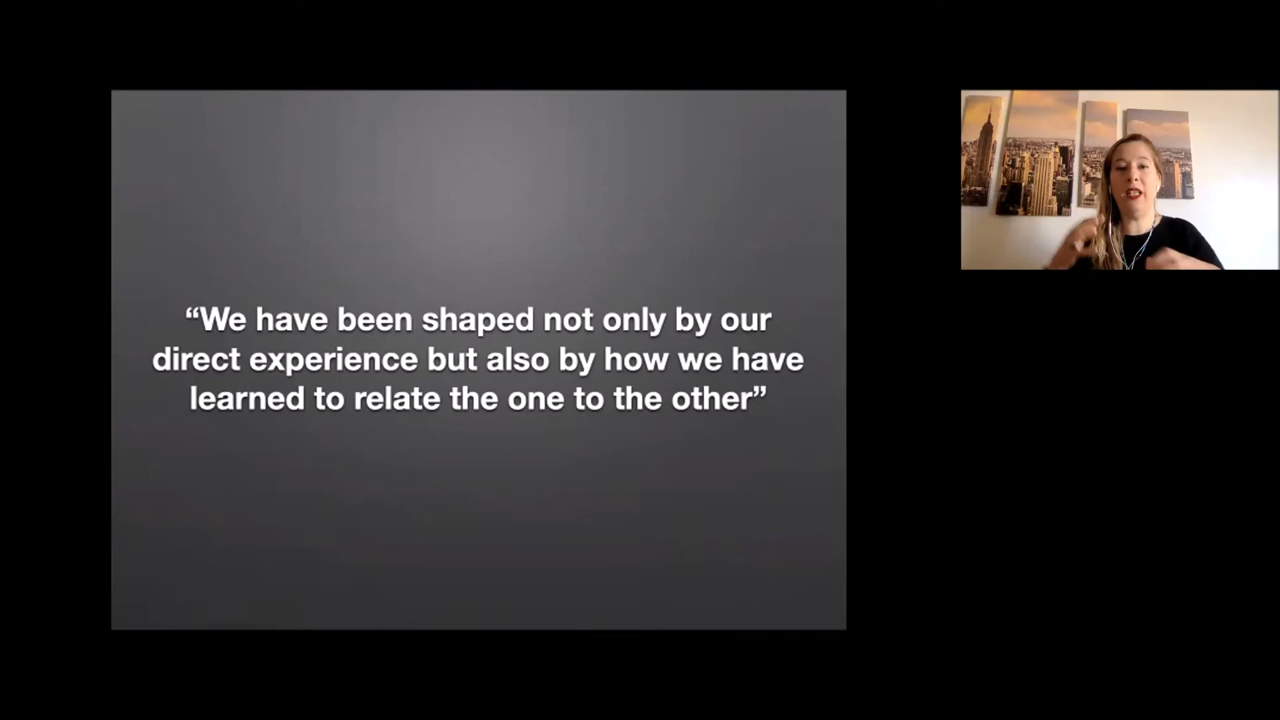 “We have been shaped not only by our
direct experience but also by how we have
learned to relate the one to the other”